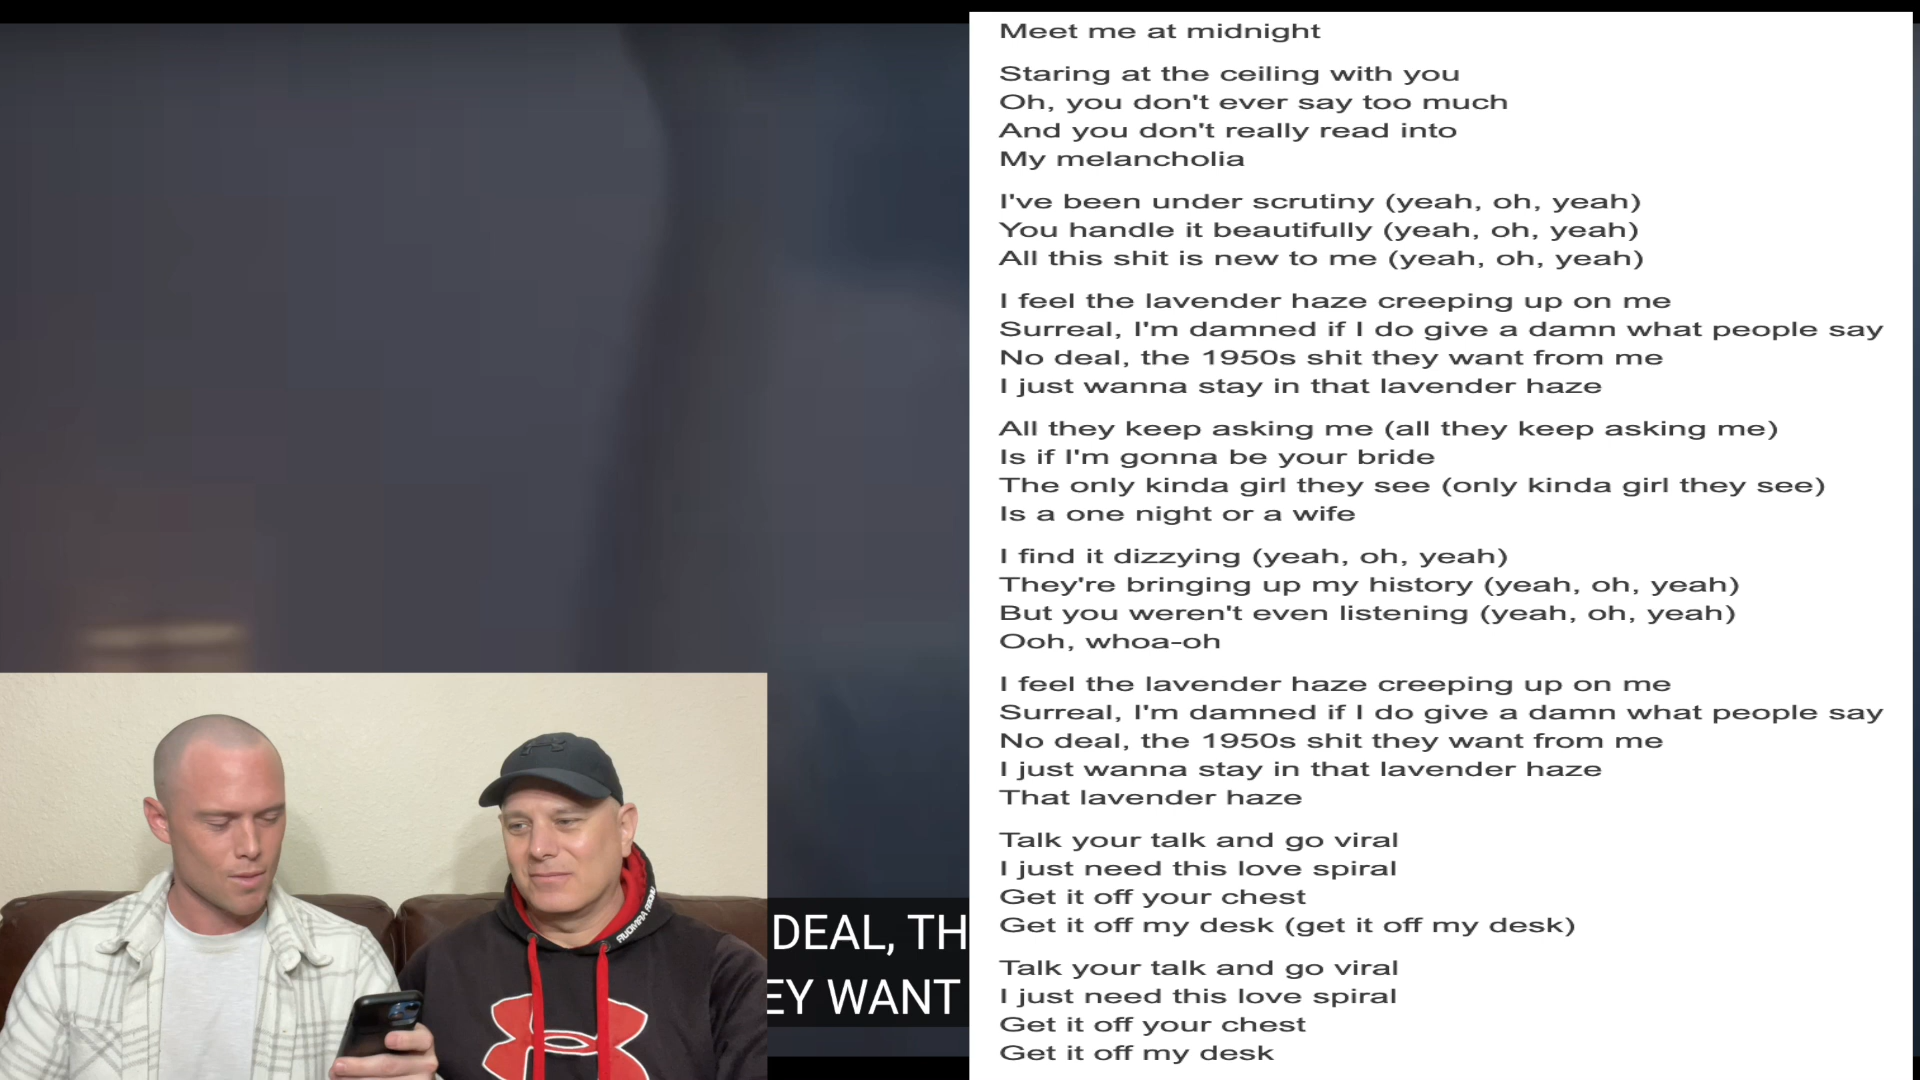 Meet me at midnight
Staring at the ceiling with you
Oh, you don't ever say too much
And you don't really read into
My melancholia
I've been under scrutiny (yeah, oh, yeah)
You handle it beautifully (yeah, oh, yeah)
All this shit is new to me (yeah, oh, yeah)
I feel the lavender haze creeping up on me
Surreal, I'm damned if I do give a damn what people say
No deal, the 1950s shit they want from me
I just wanna stay in that lavender haze
All they keep asking me (all they keep asking me)
Is if I'm gonna be your bride
The only kinda girl they see (only kinda girl they see)
Is a one night or a wife
I find it dizzying (yeah, oh, yeah)
They're bringing up my history (yeah, oh, yeah)
But you weren't even listening (yeah, oh, yeah)
Ooh, whoa-oh
I feel the lavender haze creeping up on me
Surreal, I'm damned if I do give a damn what people say
No deal, the 1950s shit they want from me
I just wanna stay in that lavender haze
That lavender haze
Talk your talk and go viral
I just need this love spiral
Get it off your chest
Get it off my desk (get it off my desk)
Talk your talk and go viral
I just need this love spiral
Get it off your chest
Get it off my desk
DEAL, TH
EY WANT